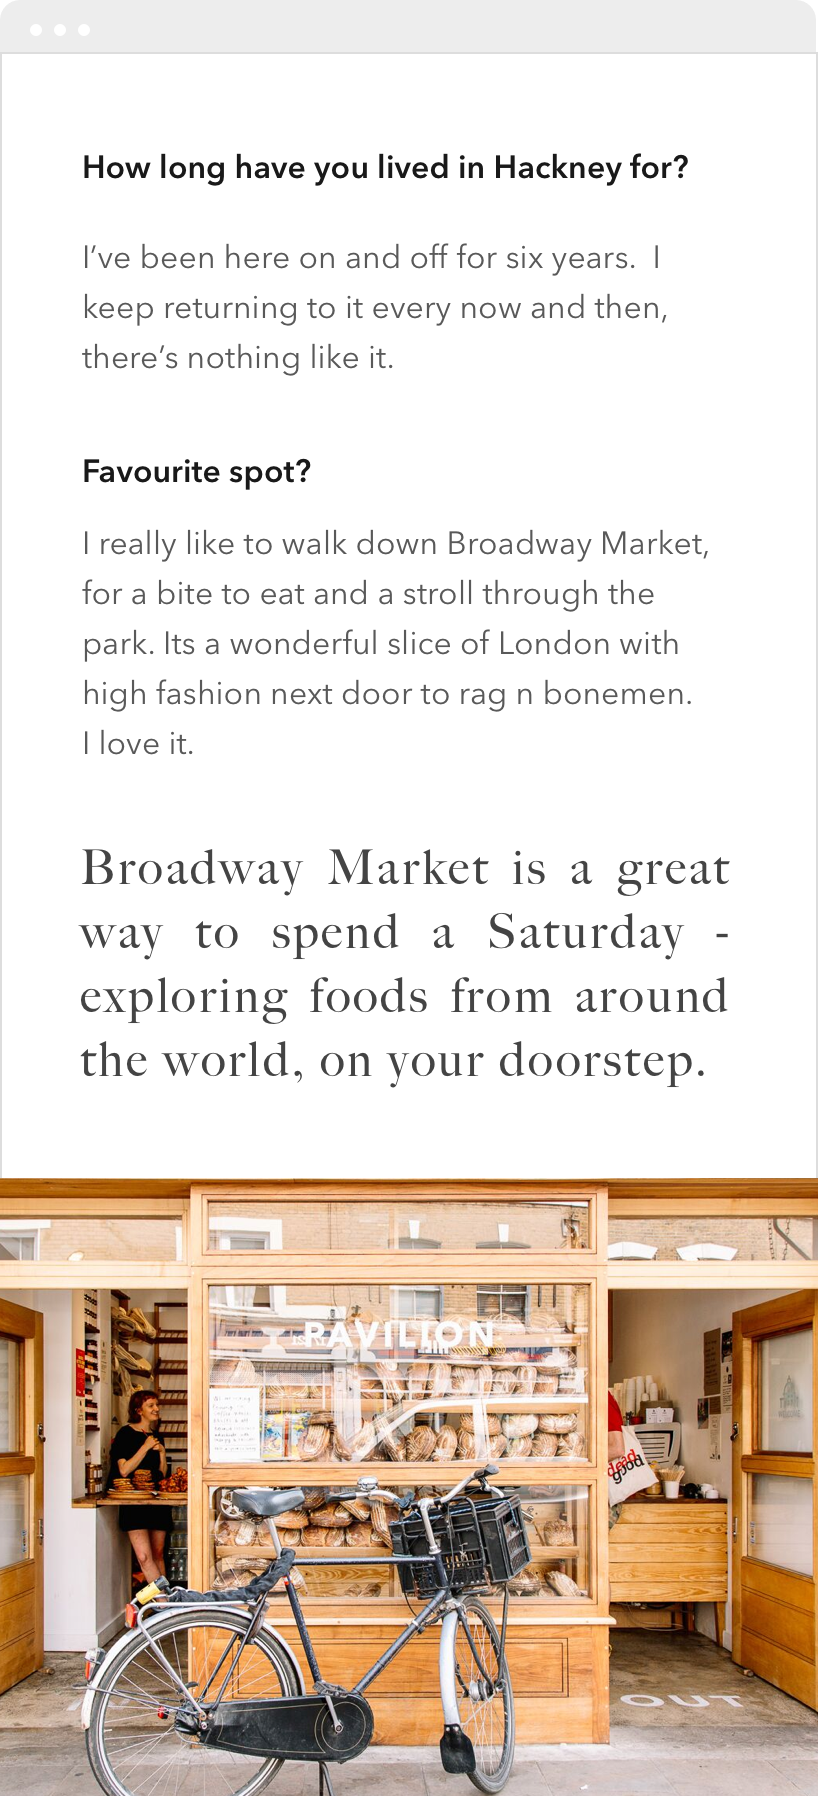 How long have you lived in Hackney for?
I’ve been here on and off for six years.  I
keep returning to it every now and then,
there’s nothing like it.
Favourite spot?
I really like to walk down Broadway Market,
for a bite to eat and a stroll through the
park. Its a wonderful slice of London with
high fashion next door to rag n bonemen.
I love it.
Broadway Market is a great
way to spend a Saturday -
exploring foods from around
the world, on your doorstep.
PAVILION
dead
good
OUT